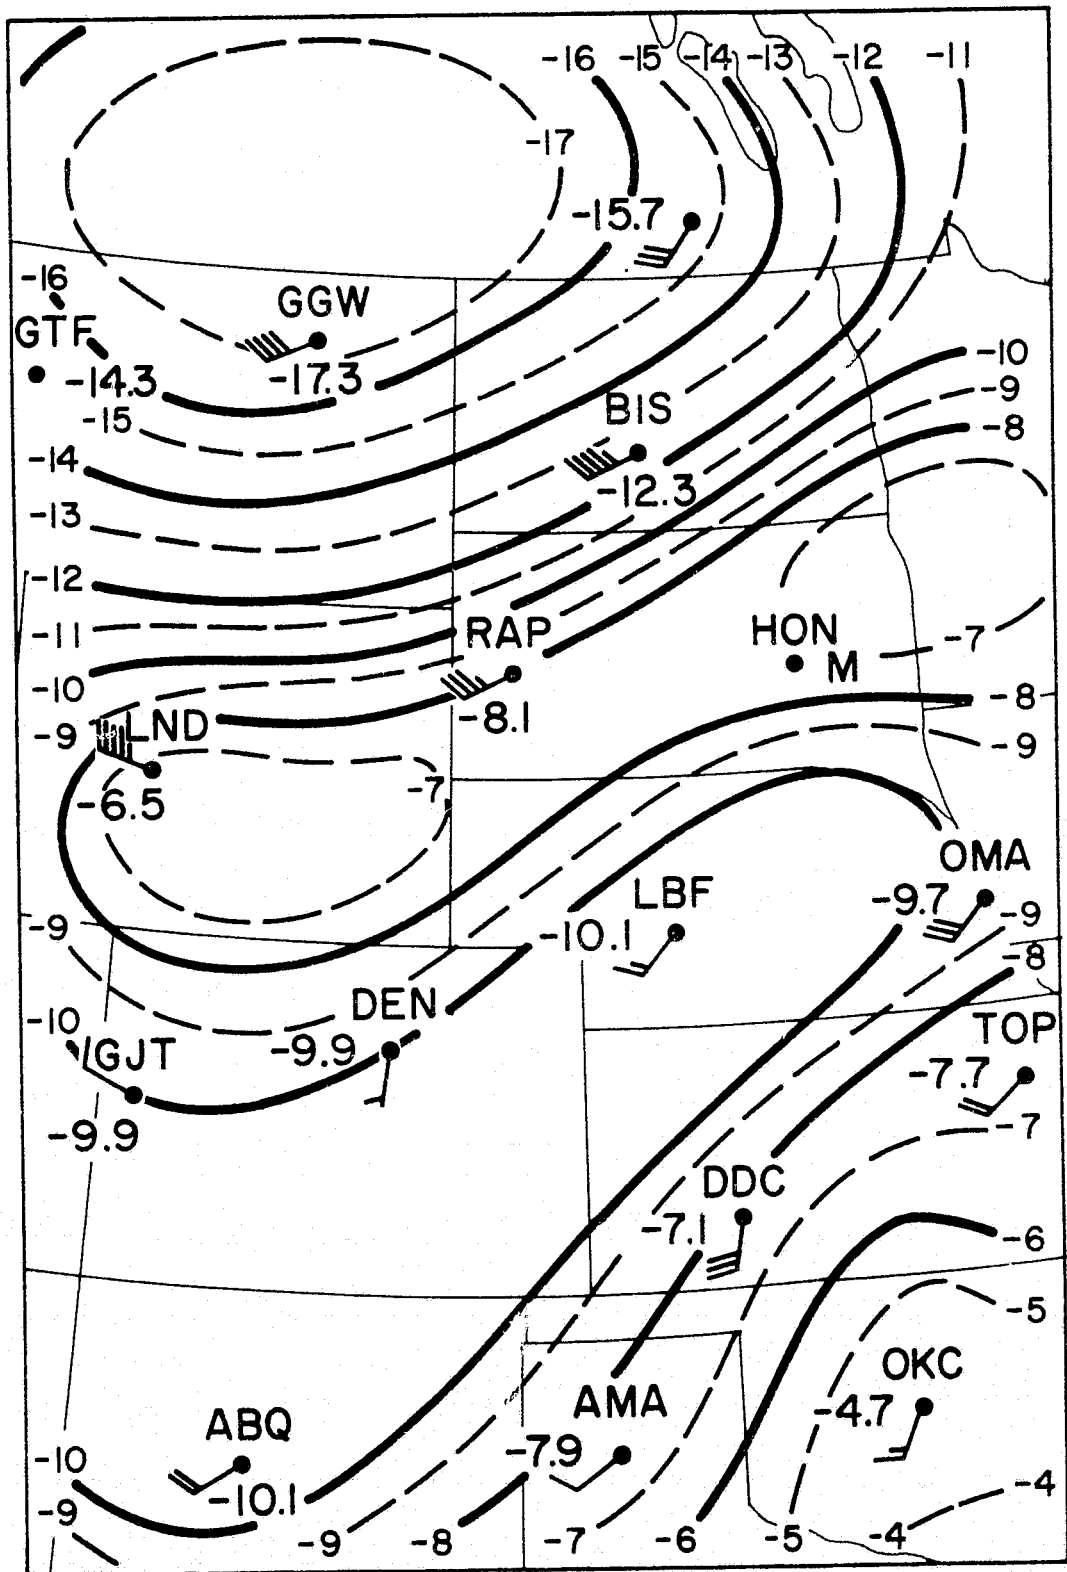 -16 -15 -14 -13 -12 -11
-17
-15.7
-16
GGW
GTF
-14.3 -17.3
-10
-9
-15
BIS
-8
-14
-12.3
-13
-12
-11
RAP HON
-7
M
-10
-8
-8.1
-9 LND
-9
-7
-6.5
OMA
LBF
-9.7
-9
-9
-10.1
-8
DEN
-10
TOP
GJT -9.9
-7.7
-9.9
-7
DDC
-7.1
-6
-5
OKC
AMA
-4.7
ABQ
-7.9
-10
-10.1
-4
-9
-9 -8 -7 -6 -5 -4